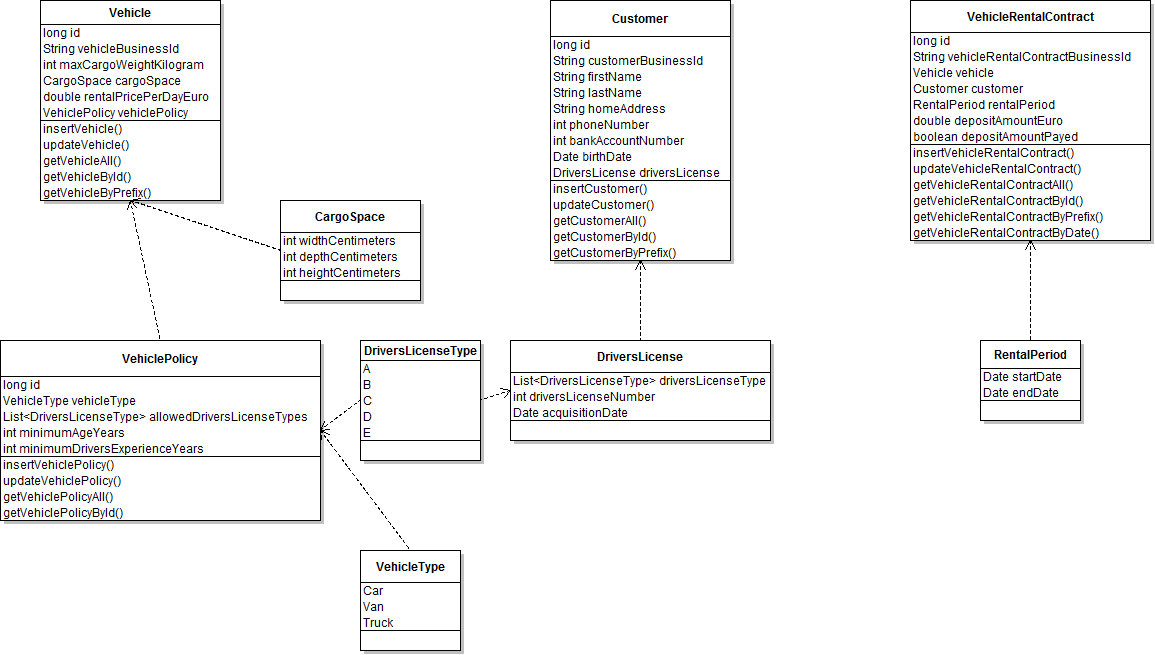 Vehicle
long id
String vehicleBusinessId
int maxCargoWeightKilogram
CargoSpace cargoSpace
double rentalPricePerDayEuro
VehiclePolicy vehiclePolicy
insertVehicle()
updateVehicle()
getVehicleAll()
getVehicleById()
getVehicleByPrefix()
Customer
long id
String customerBusinessId
String firstName
String lastName
String homeAddress
int phoneNumber
int bankAccountNumber
Date birthDate
DriversLicense driversLicense
insertCustomer()
updateCustomer()
getCustomerAll()
getCustomerById()
getCustomerByPrefix()
VehicleRentalContract
long id
String vehicleRentalContractBusinessId
Vehicle vehicle
Customer customer
RentalPeriod rentalPeriod
double depositAmountEuro
boolean depositAmountPayed
insertVehicleRentalContract()
updateVehicleRentalContract()
getVehicleRentalContractAll()
getVehicleRentalContractById()
getVehicleRentalContractByPrefix()
getVehicleRentalContractByDate()
CargoSpace
int widthCentimeters
int depthCentimeters
int heightCentimeters
VehiclePolicy
long id
VehicleType vehicleType
List<DriversLicenseType> allowedDriversLicenseTypes
int minimumAgeYears
int minimumDriversExperienceYears
insertVehiclePolicy()
updateVehiclePolicy()
getVehiclePolicyAll()
getVehiclePolicyById()
DriversLicenseType
A
B
C
D
E
DriversLicense
List<DriversLicenseType> driversLicenseType
int driversLicenseNumber
Date acquisitionDate
RentalPeriod
Date startDate
Date endDate
VehicleType
Car
Van
Truck